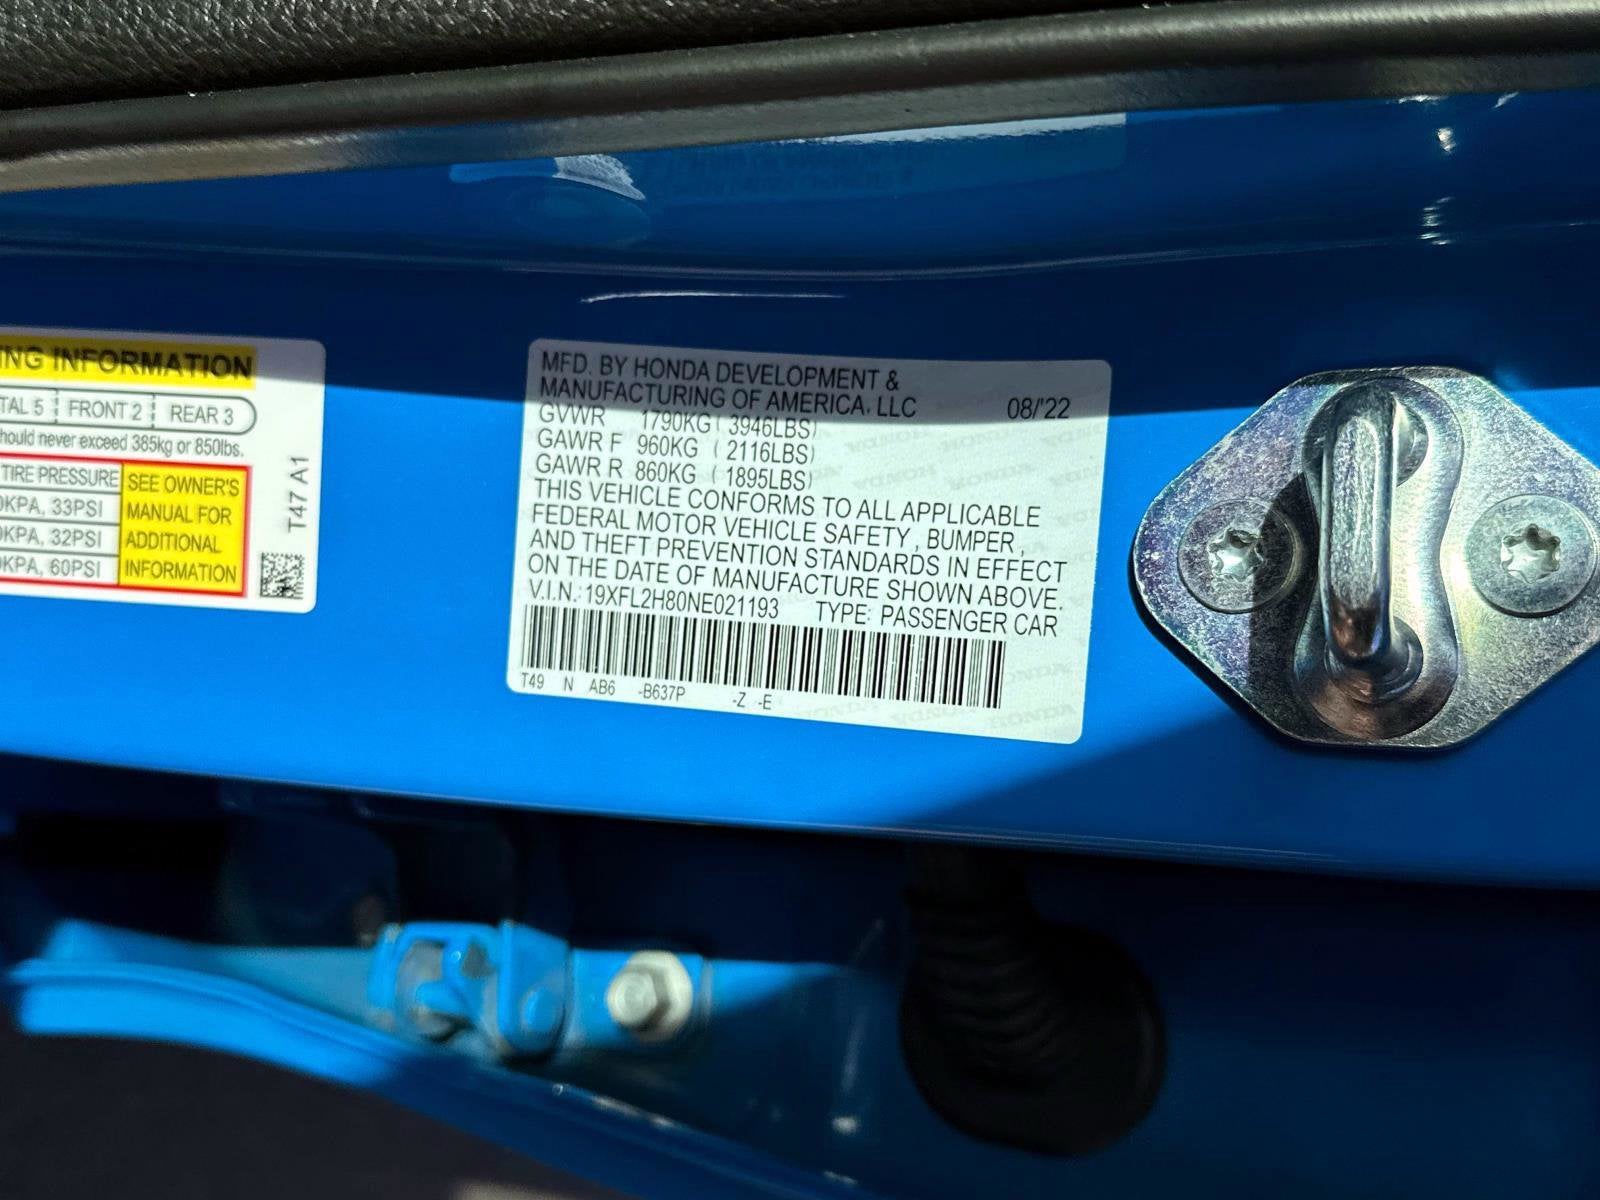 NG INFORMATION
TAL 5 FRONT 2 REAR 3
hould never exceed 385kg or 850lbs.
TIRE PRESSURE SEE OWNER'S
0KPA, 33PSI MANUAL FOR
0KPA, 32PSI ADDITIONAL
0KPA, 60PSI INFORMATION
T47 A1
MFD. BY HONDA DEVELOPMENT &
MANUFACTURING OF AMERICA, LLC 08/'22
GVWR 1790KG ( 3946LBS)
GAWR F 960KG ( 2116LBS)
GAWR R 860KG ( 1895LBS)
THIS VEHICLE CONFORMS TO ALL APPLICABLE
FEDERAL MOTOR VEHICLE SAFETY, BUMPER,
AND THEFT PREVENTION STANDARDS IN EFFECT
ON THE DATE OF MANUFACTURE SHOWN ABOVE.
V.I.N.: 19XFL2H80NE021193 TYPE: PASSENGER CAR
T49 N AB6 -B637P -Z -E